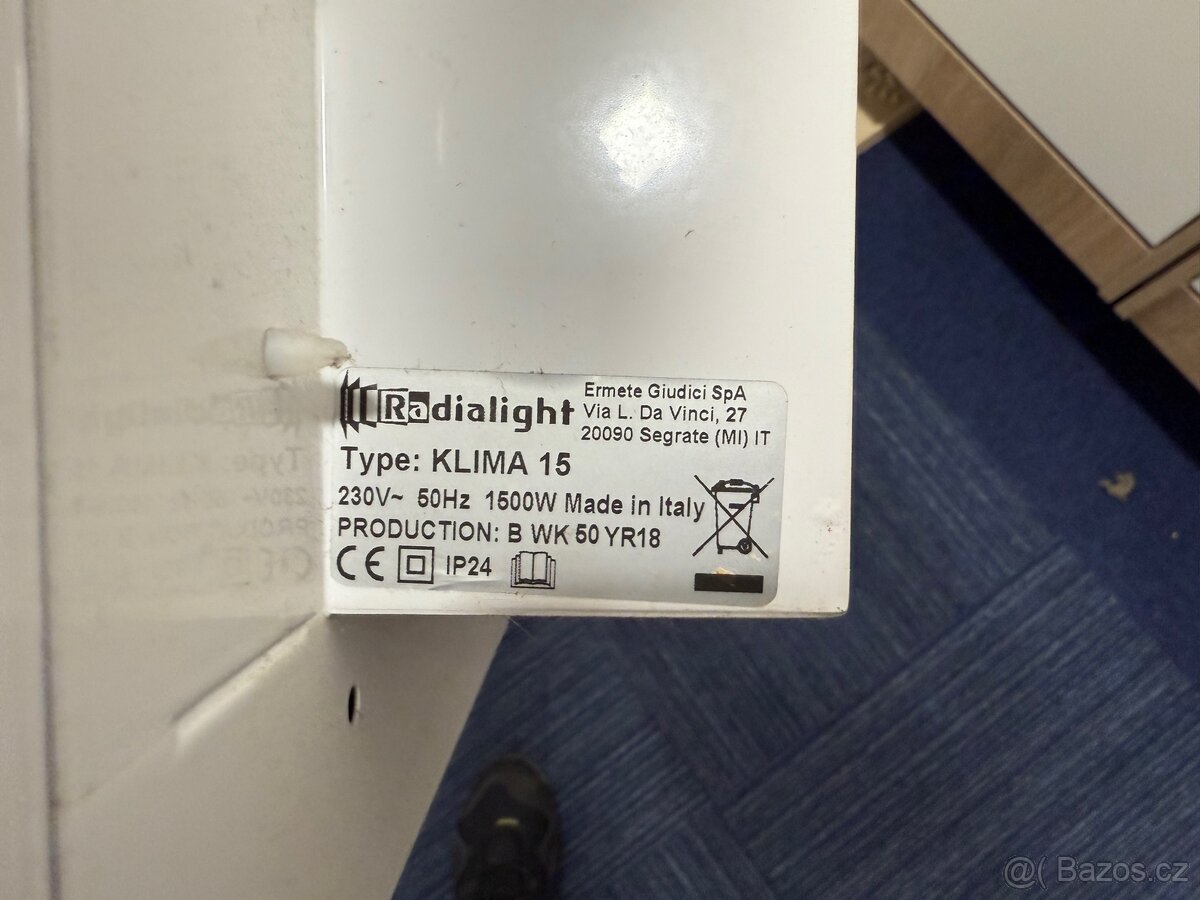 Radialight
Ermete Giudici SpA
Via L. Da Vinci, 27
20090 Segrate (MI) IT
Type: KLIMA 15
230V~ 50Hz 1500W Made in Italy
PRODUCTION: B WK 50 YR18
CE IP24
@( Bazos.cz